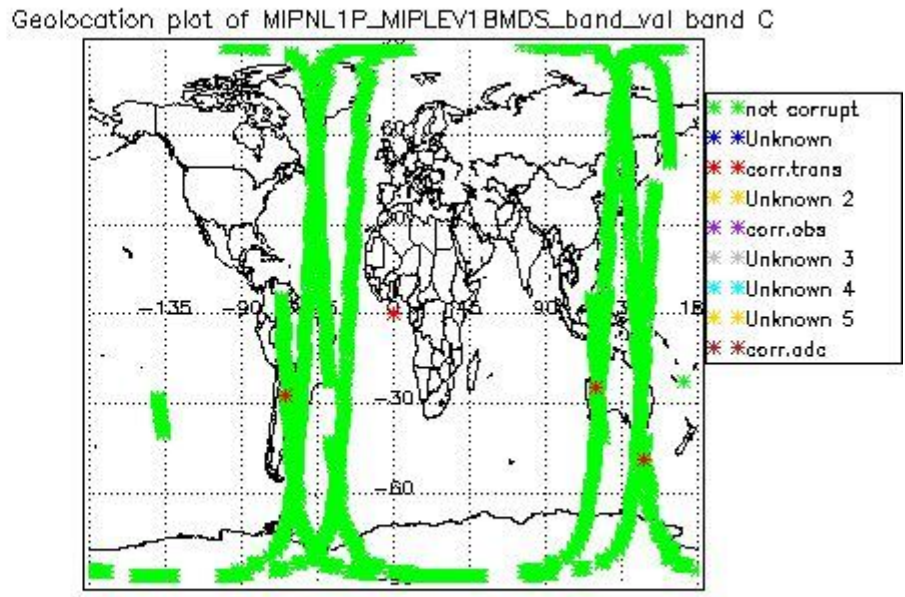 Geolocation plot of MIPNL1P_MIPLEV1BMDS_band_val band C
not corrupt
Unknown
corr.trans
Unknown 2
corr.obs
Unknown 3
Unknown 4
Unknown 5
corr.adc
60
-135 -90
-30
-60